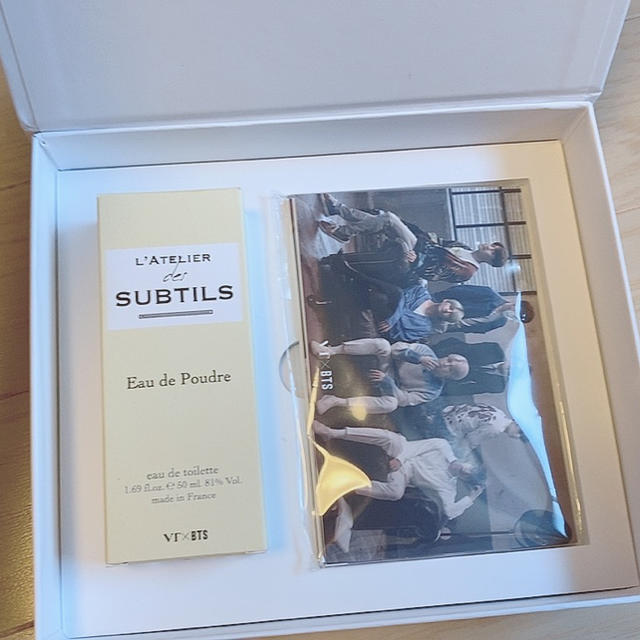 L'ATELIER
des
SUBTILS
Eau de Poudre
eau de toilette
1.69 fl.oz. ℮ 50 ml. 81% Vol.
made in France
VT×BTS
VT×BTS